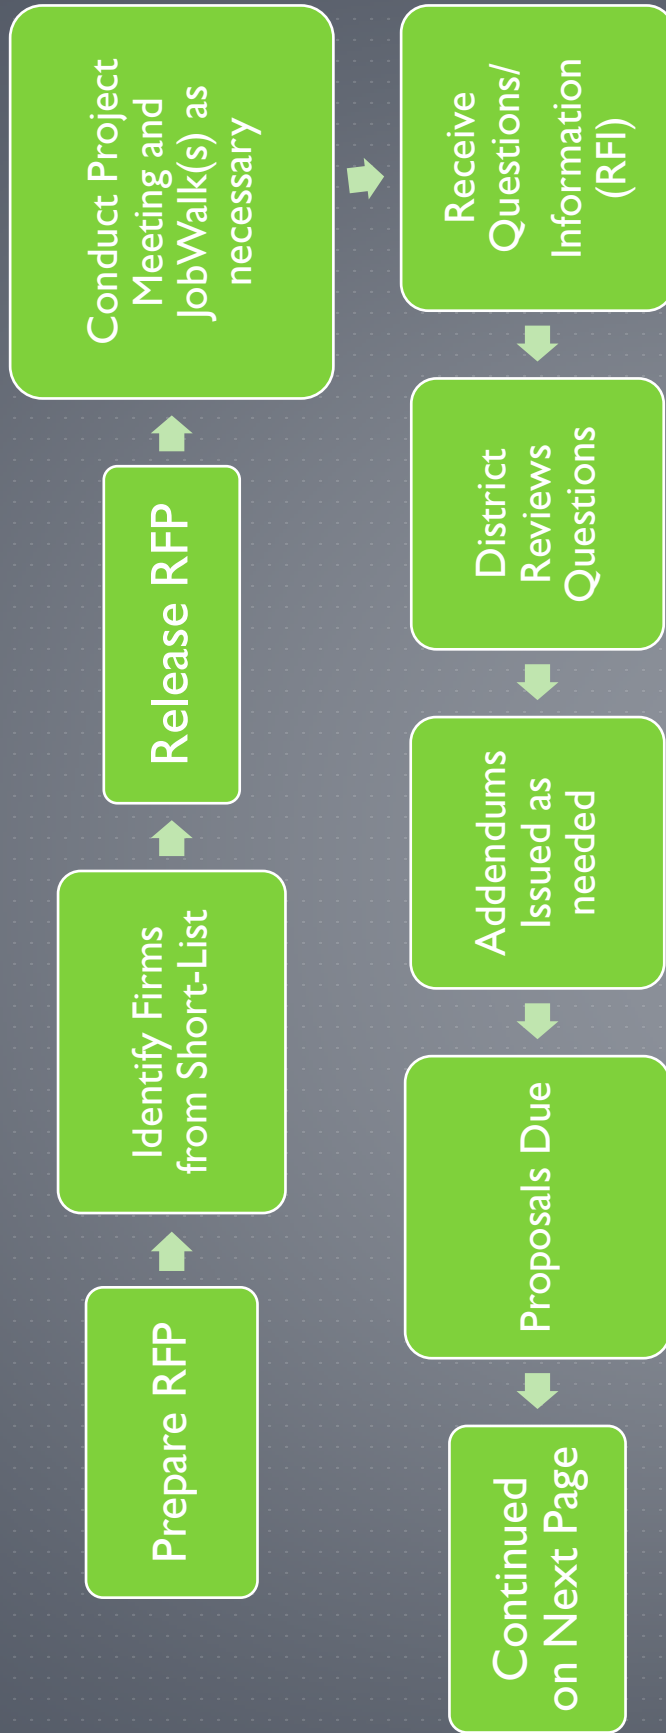 Prepare RFP
Identify Firms
from Short-List
Release RFP
Conduct Project
Meeting and
JobWalk(s) as
necessary
Receive
Questions/
Information
(RFI)
District
Reviews
Questions
Addendums
Issued as
needed
Proposals Due
Continued
on Next Page